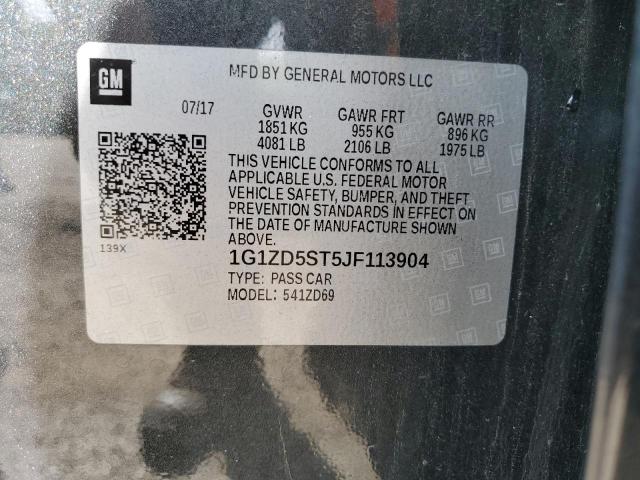 GM
MFD BY GENERAL MOTORS LLC
07/17 GVWR GAWR FRT GAWR RR
1851 KG 955 KG 896 KG
4081 LB 2106 LB 1975 LB
THIS VEHICLE CONFORMS TO ALL
APPLICABLE U.S. FEDERAL MOTOR
VEHICLE SAFETY, BUMPER, AND THEFT
PREVENTION STANDARDS IN EFFECT ON
THE DATE OF MANUFACTURE SHOWN
ABOVE.
139X
1G1ZD5ST5JF113904
TYPE: PASS CAR
MODEL: 541ZD69